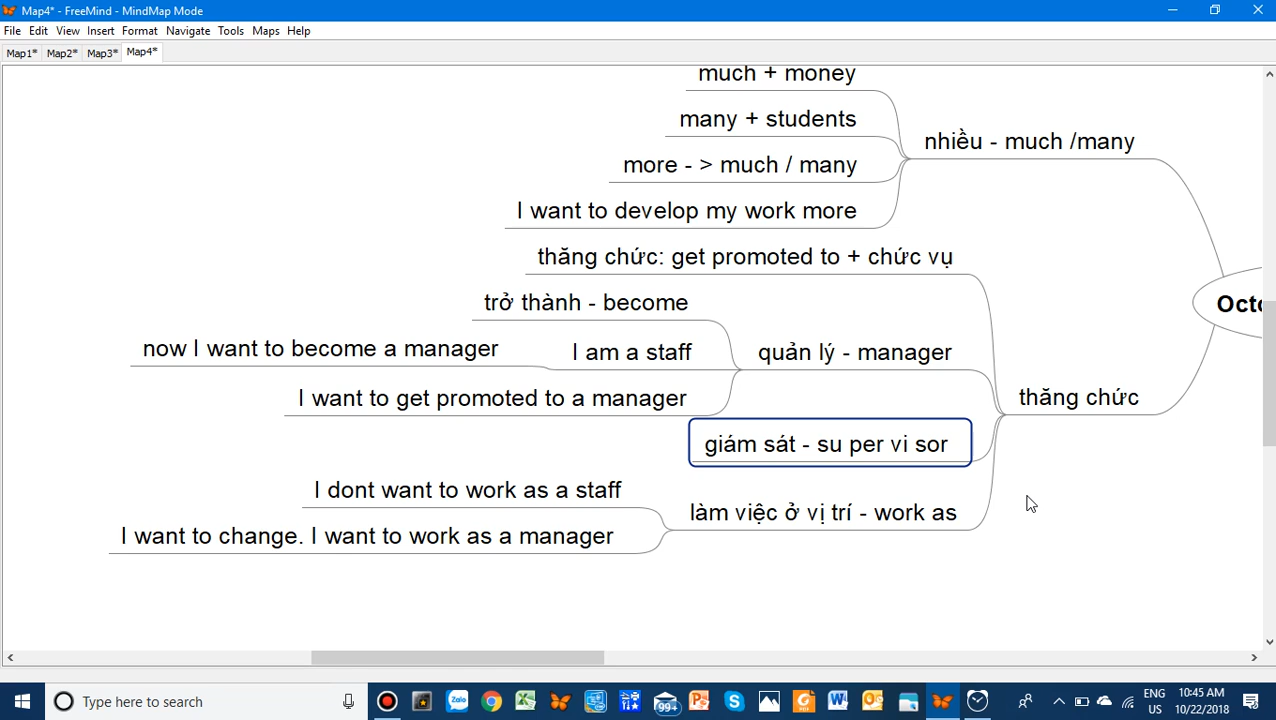 Map4* - FreeMind - MindMap Mode
File Edit View Insert Format Navigate Tools Maps Help
Map1* Map2* Map3* Map4*
much + money
many + students
nhiều - much /many
more - > much / many
I want to develop my work more
thăng chức: get promoted to + chức vụ
trở thành - become
now I want to become a manager
I am a staff
quản lý - manager
I want to get promoted to a manager
thăng chức
giám sát - su per vi sor
I dont want to work as a staff
làm việc ở vị trí - work as
I want to change. I want to work as a manager
Type here to search
Zalo
99+
PDF
ENG
US
10:45 AM
10/22/2018